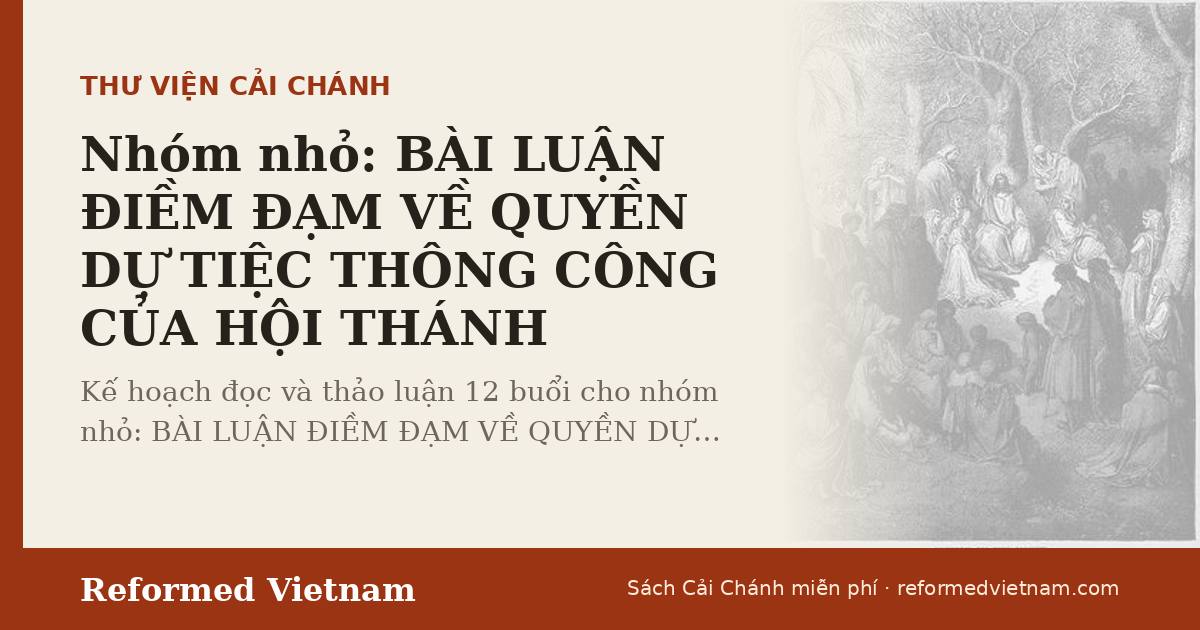 THƯ VIỆN CẢI CHÁNH
Nhóm nhỏ: BÀI LUẬN
ĐIỀM ĐẠM VỀ QUYỀN
DỰ TIỆC THÔNG CÔNG
CỦA HỘI THÁNH
Kế hoạch đọc và thảo luận 12 buổi cho nhóm
nhỏ: BÀI LUẬN ĐIỀM ĐẠM VỀ QUYỀN DỰ...
Reformed Vietnam
Sách Cải Chánh miễn phí · reformedvietnam.com